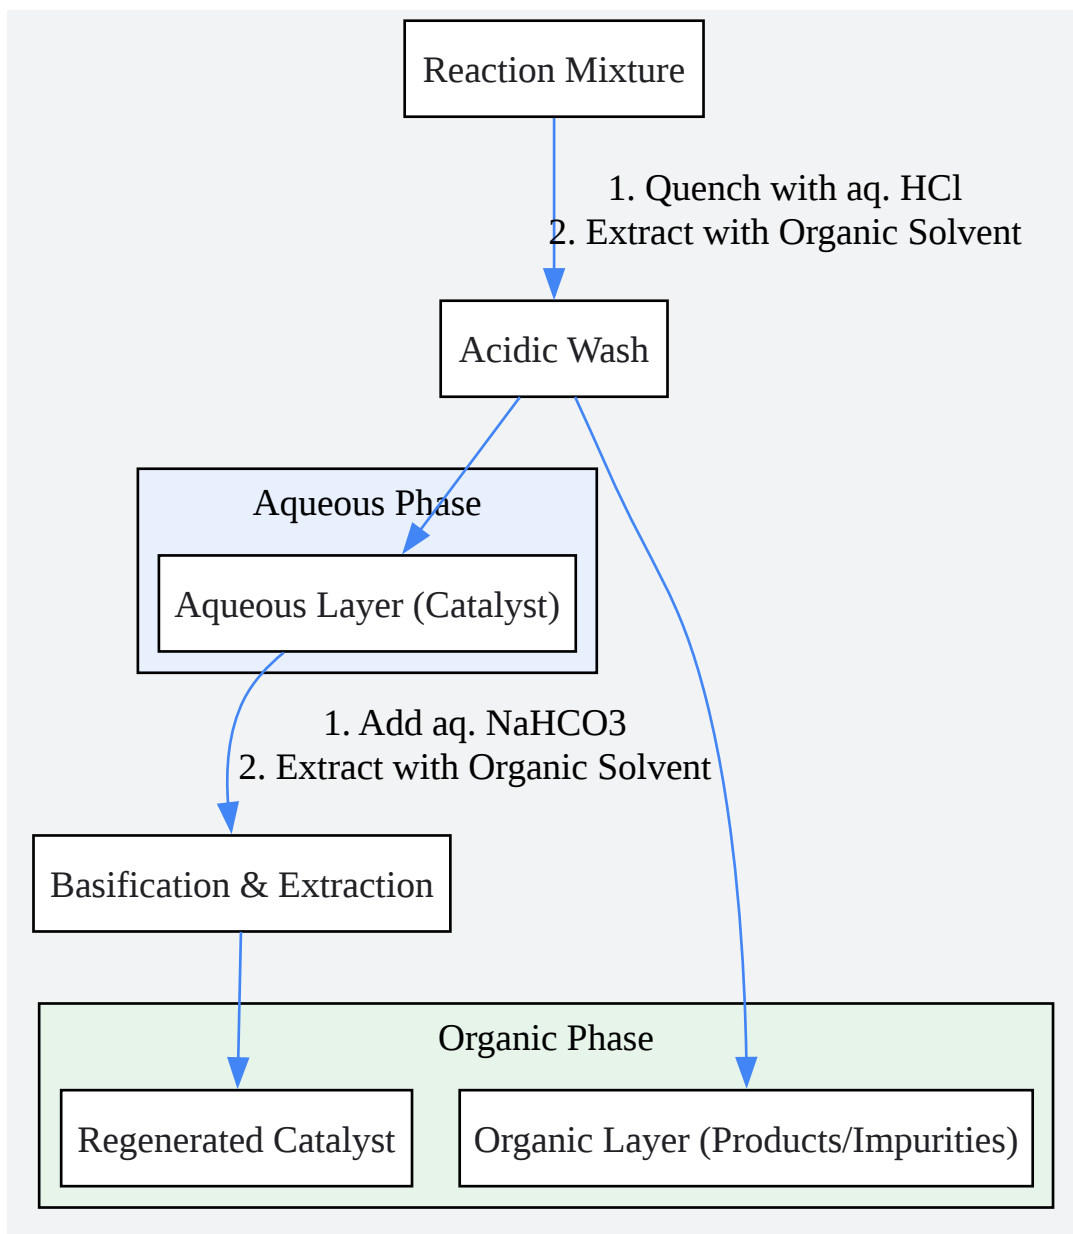 Reaction Mixture
1. Quench with aq. HCl
2. Extract with Organic Solvent
Acidic Wash
Aqueous Phase
Aqueous Layer (Catalyst)
1. Add aq. NaHCO3
2. Extract with Organic Solvent
Basification & Extraction
Organic Phase
Regenerated Catalyst
Organic Layer (Products/Impurities)